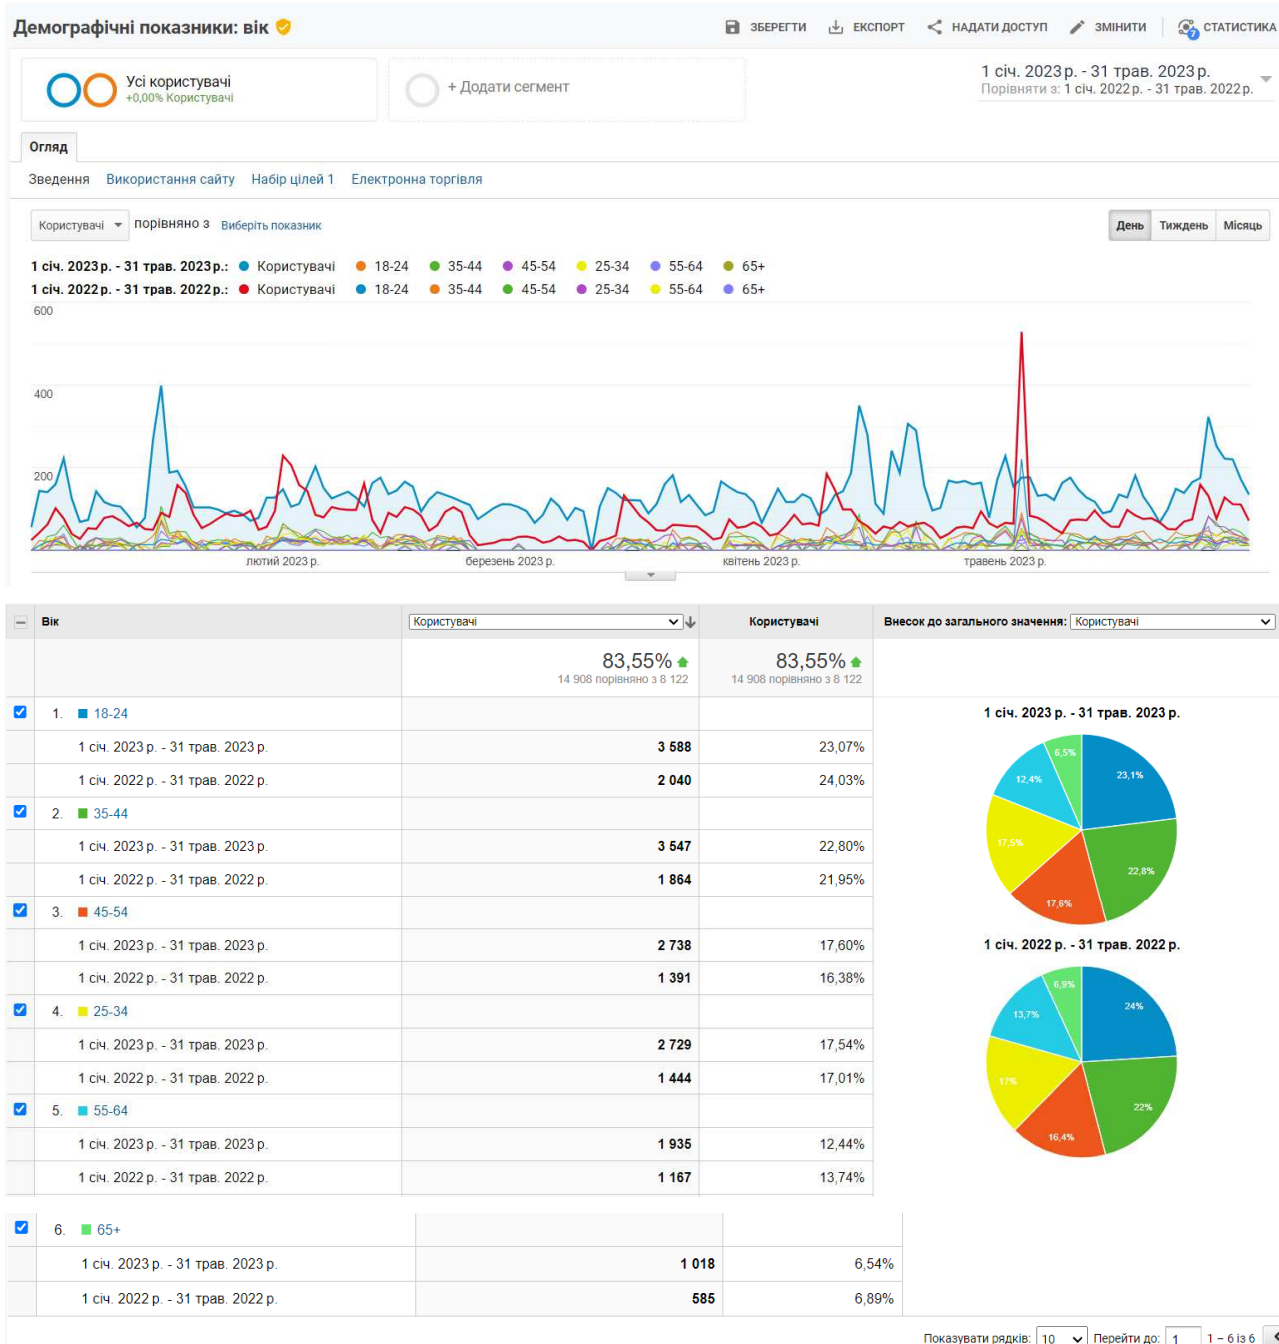 Демографічні показники: вік
ЗБЕРЕГТИ ЕКСПОРТ НАДАТИ ДОСТУП ЗМІНИТИ 7 СТАТИСТИКА
Усі користувачі
+0,00% Користувачі
+ Додати сегмент
1 січ. 2023 р. - 31 трав. 2023 р.
Порівняти з: 1 січ. 2022 р. - 31 трав. 2022 р.
Огляд
Зведення Використання сайту Набір цілей 1 Електронна торгівля
Користувачі порівняно з Виберіть показник
День Тиждень Місяць
1 січ. 2023 р. - 31 трав. 2023 р.: Користувачі 18-24 35-44 45-54 25-34 55-64 65+
1 січ. 2022 р. - 31 трав. 2022 р.: Користувачі 18-24 35-44 45-54 25-34 55-64 65+
600
400
200
лютий 2023 р. березень 2023 р. квітень 2023 р. травень 2023 р.
Вік Користувачі Користувачі Внесок до загального значення: Користувачі
83,55% 83,55%
14 908 порівняно з 8 122 14 908 порівняно з 8 122
1. 18-24
1 січ. 2023 р. - 31 трав. 2023 р. 3 588 23,07%
1 січ. 2022 р. - 31 трав. 2022 р. 2 040 24,03%
2. 35-44
1 січ. 2023 р. - 31 трав. 2023 р. 3 547 22,80%
1 січ. 2022 р. - 31 трав. 2022 р. 1 864 21,95%
3. 45-54
1 січ. 2023 р. - 31 трав. 2023 р. 2 738 17,60%
1 січ. 2022 р. - 31 трав. 2022 р. 1 391 16,38%
4. 25-34
1 січ. 2023 р. - 31 трав. 2023 р. 2 729 17,54%
1 січ. 2022 р. - 31 трав. 2022 р. 1 444 17,01%
5. 55-64
1 січ. 2023 р. - 31 трав. 2023 р. 1 935 12,44%
1 січ. 2022 р. - 31 трав. 2022 р. 1 167 13,74%
1 січ. 2023 р. - 31 трав. 2023 р.
6,5%
23,1%
12,4%
17,5%
22,8%
17,6%
1 січ. 2022 р. - 31 трав. 2022 р.
6,9%
24%
13,7%
17%
22%
16,4%
6. 65+
1 січ. 2023 р. - 31 трав. 2023 р. 1 018 6,54%
1 січ. 2022 р. - 31 трав. 2022 р. 585 6,89%
Показувати рядків: 10 Перейти до: 1 1 – 6 із 6